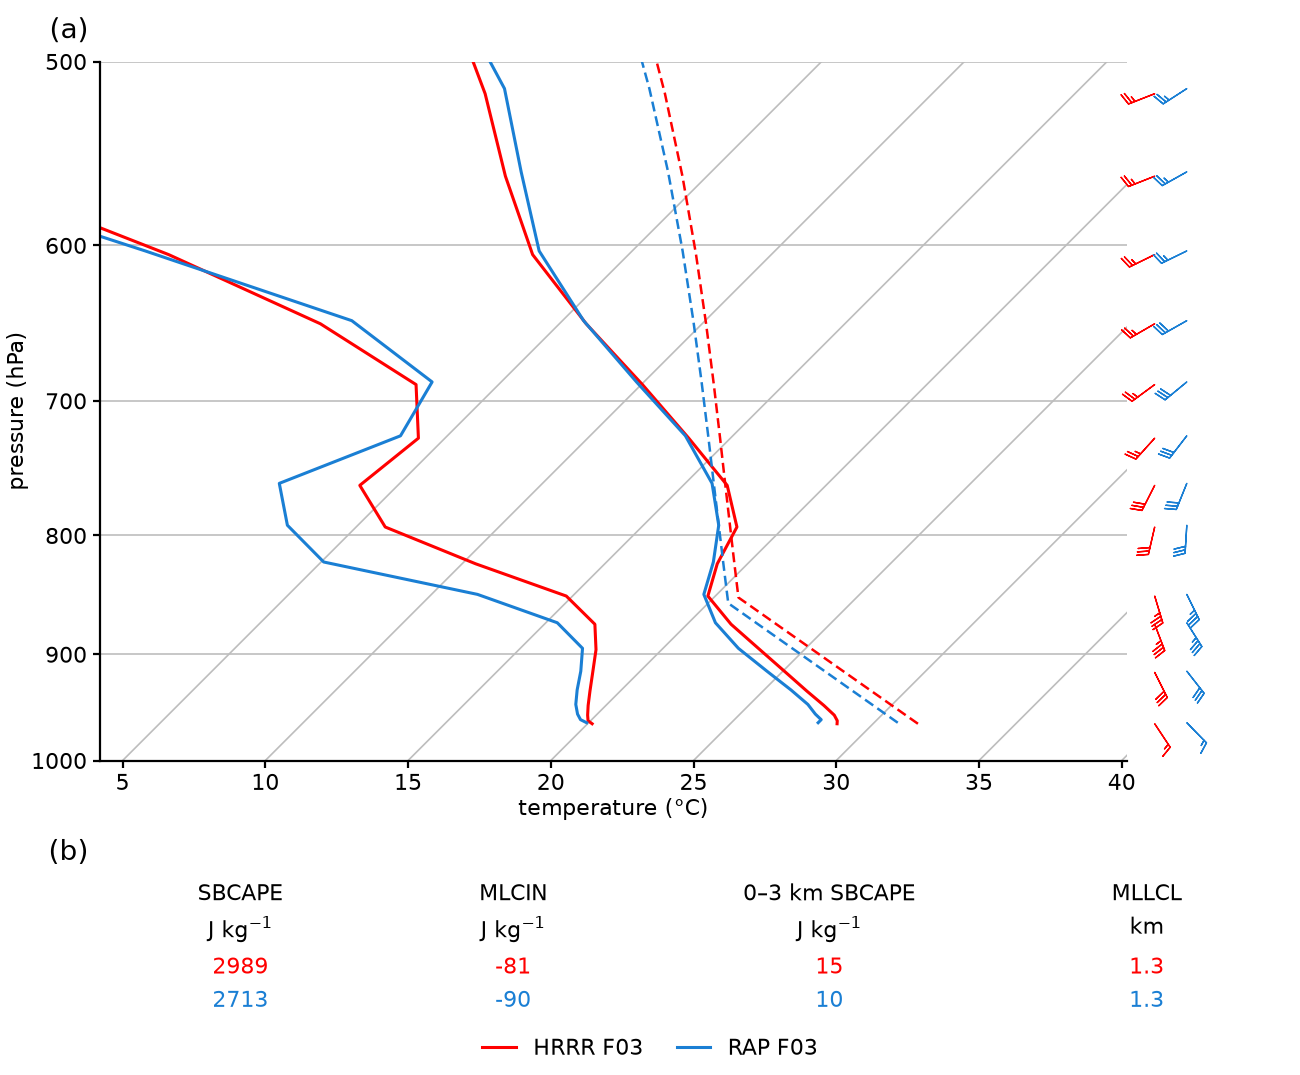 (a)
500
600
700
800
900
1000
pressure (hPa)
5 10 15 20 25 30 35 40
temperature (°C)
(b)
SBCAPE MLCIN 0–3 km SBCAPE MLLCL
J kg⁻¹ J kg⁻¹ J kg⁻¹ km
2989 -81 15 1.3
2713 -90 10 1.3
HRRR F03 RAP F03